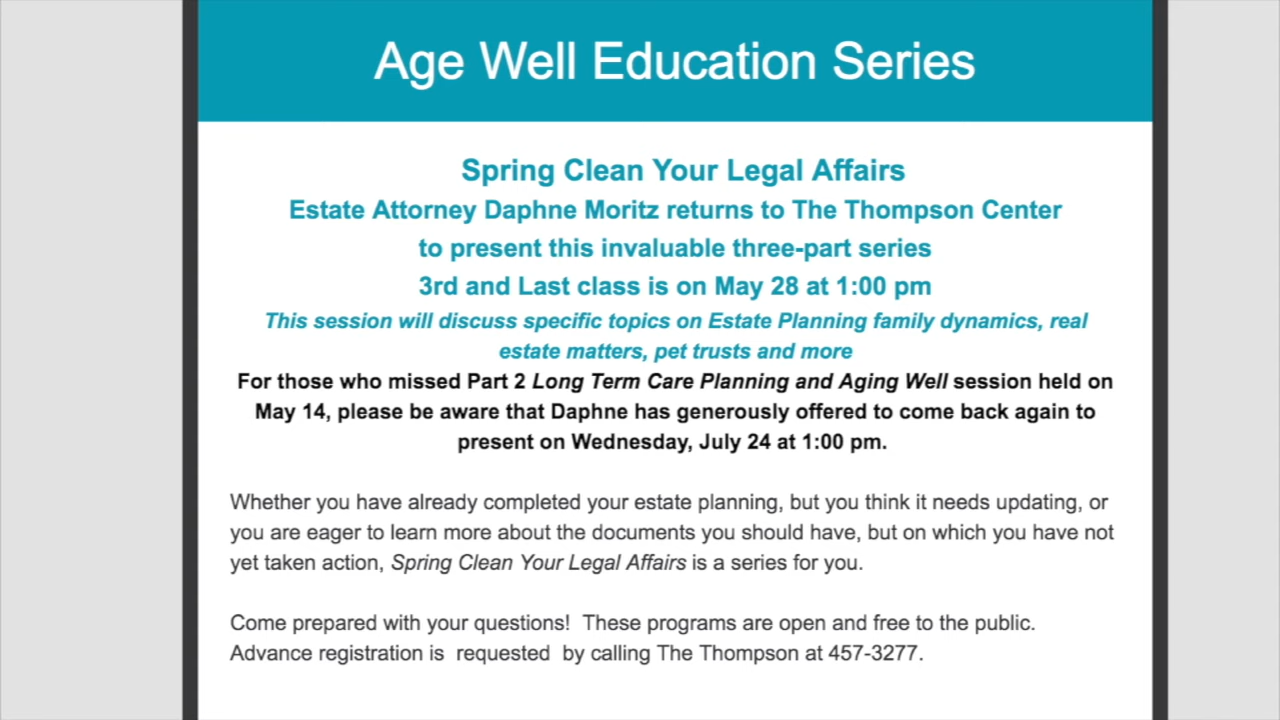 Age Well Education Series
Spring Clean Your Legal Affairs
Estate Attorney Daphne Moritz returns to The Thompson Center
to present this invaluable three-part series
3rd and Last class is on May 28 at 1:00 pm
This session will discuss specific topics on Estate Planning family dynamics, real
estate matters, pet trusts and more
For those who missed Part 2 Long Term Care Planning and Aging Well session held on
May 14, please be aware that Daphne has generously offered to come back again to
present on Wednesday, July 24 at 1:00 pm.
Whether you have already completed your estate planning, but you think it needs updating, or
you are eager to learn more about the documents you should have, but on which you have not
yet taken action, Spring Clean Your Legal Affairs is a series for you.
Come prepared with your questions!  These programs are open and free to the public.
Advance registration is  requested  by calling The Thompson at 457-3277.